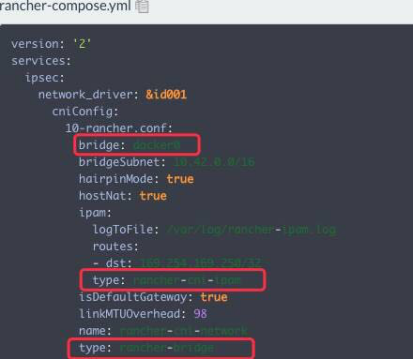 rancher-compose.yml
version: '2'
services:
  ipsec:
    network_driver: &id001
      cniConfig:
        10-rancher.conf:
          bridge: docker0
          bridgeSubnet: 10.42.0.0/16
          hairpinMode: true
          hostNat: true
          ipam:
            logToFile: /var/log/rancher-ipam.log
            routes:
            - dst: 169.254.169.250/32
            type: rancher-cni-ipam
          isDefaultGateway: true
          linkMTUOverhead: 98
          name: rancher-cni-network
          type: rancher-bridge